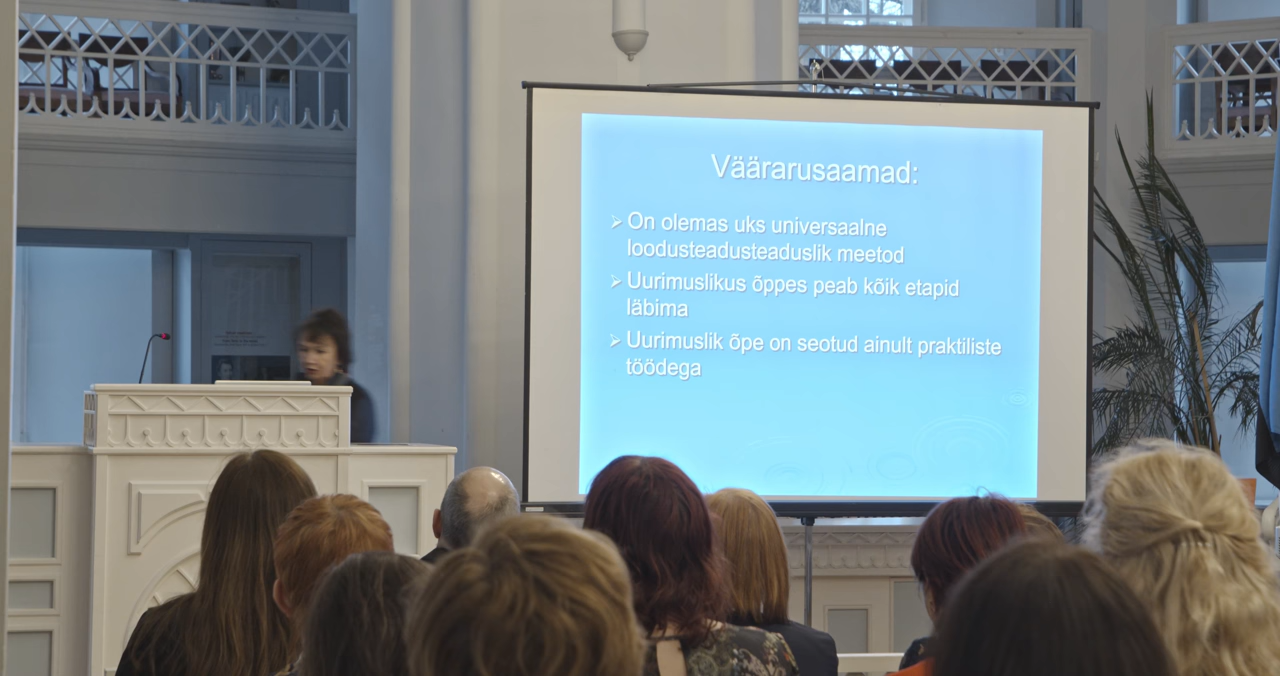 Väärarusaamad:
On olemas uks universaalne
loodusteadusteaduslik meetod
Uurimuslikus õppes peab kõik etapid
läbima
Uurimuslik õpe on seotud ainult praktiliste
töödega